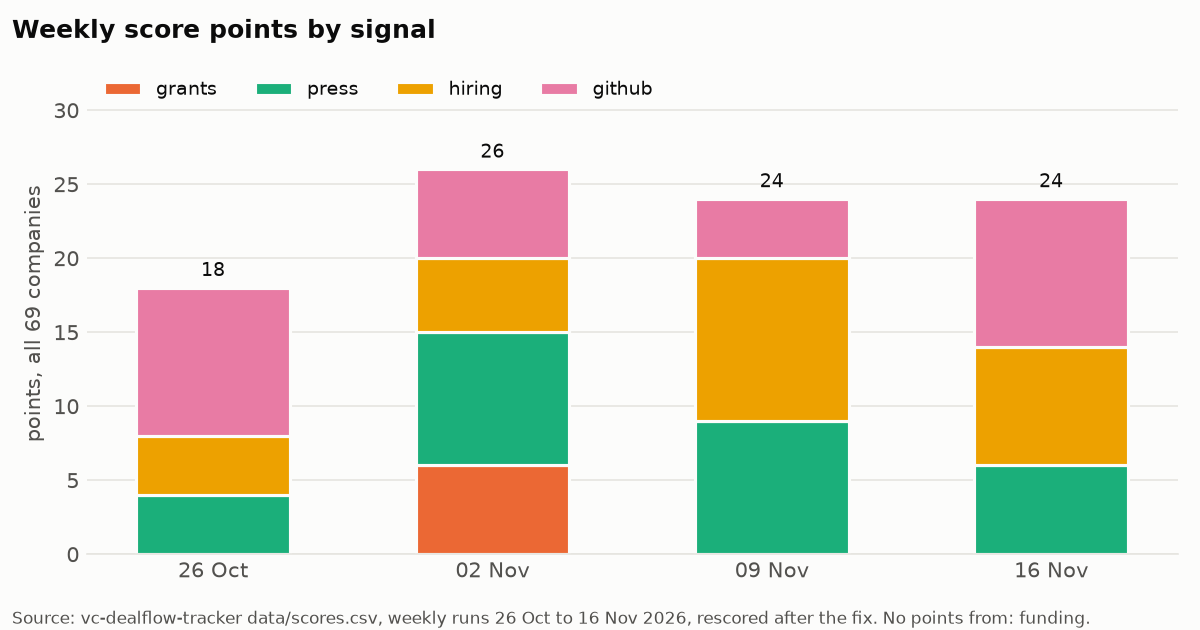 Weekly score points by signal
grants press hiring github
30
25
20
15
10
5
0
points, all 69 companies
18
26
24
24
26 Oct 02 Nov 09 Nov 16 Nov
Source: vc-dealflow-tracker data/scores.csv, weekly runs 26 Oct to 16 Nov 2026, rescored after the fix. No points from: funding.